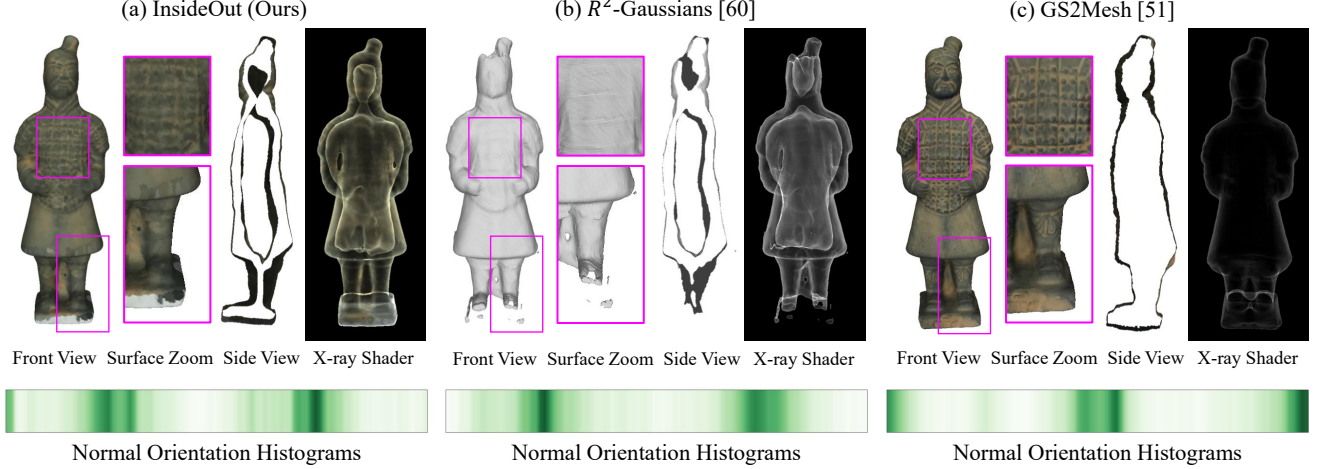 (a) InsideOut (Ours)
(b) R²-Gaussians [60]
(c) GS2Mesh [51]
Front View Surface Zoom Side View X-ray Shader
Front View Surface Zoom Side View X-ray Shader
Front View Surface Zoom Side View X-ray Shader
Normal Orientation Histograms
Normal Orientation Histograms
Normal Orientation Histograms